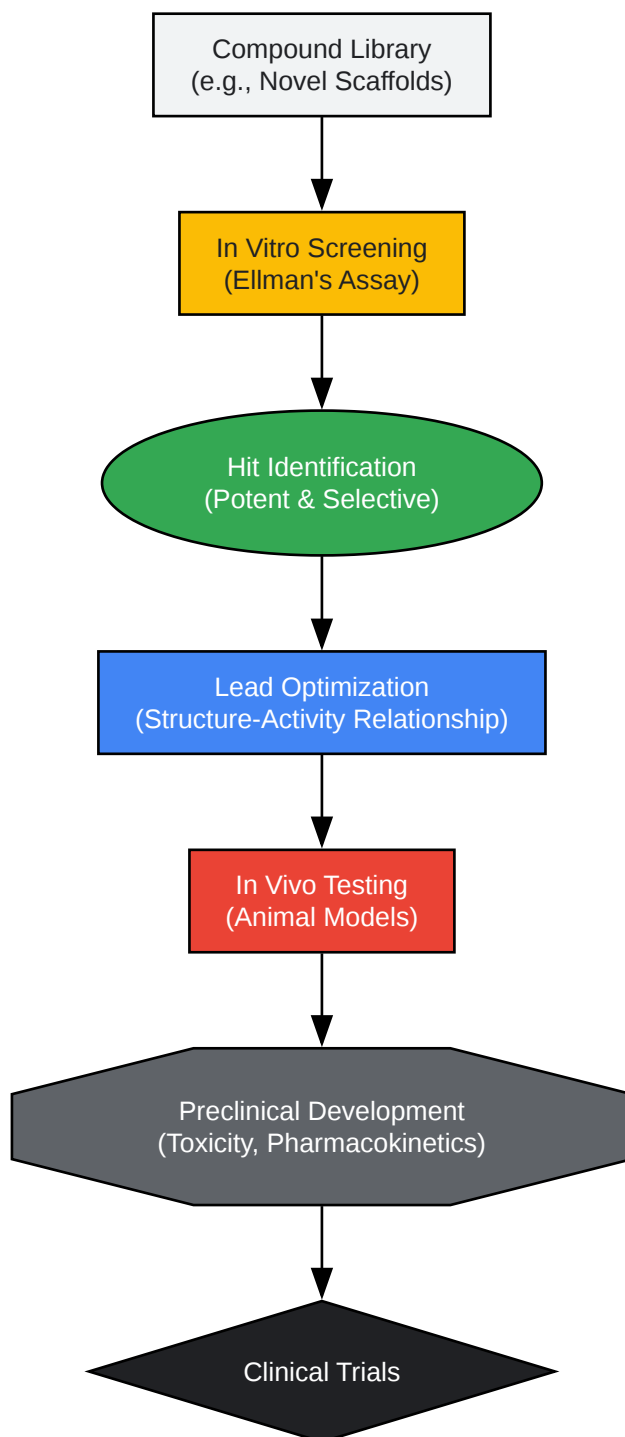 Compound Library
(e.g., Novel Scaffolds)
In Vitro Screening
(Ellman's Assay)
Hit Identification
(Potent & Selective)
Lead Optimization
(Structure-Activity Relationship)
In Vivo Testing
(Animal Models)
Preclinical Development
(Toxicity, Pharmacokinetics)
Clinical Trials